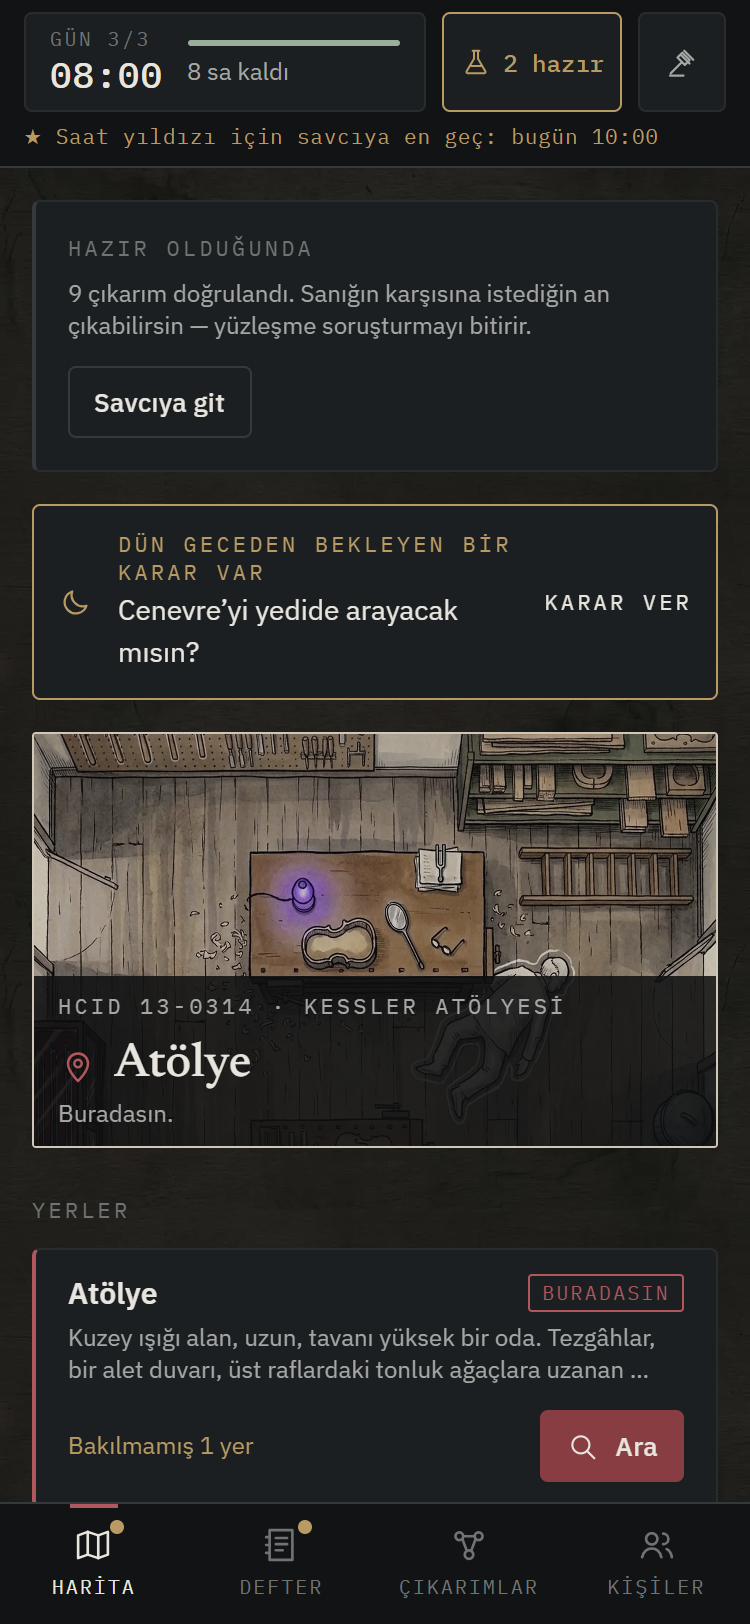 GÜN 3/3
08:00
8 sa kaldı
2 hazır
★ Saat yıldızı için savcıya en geç: bugün 10:00
HAZIR OLDUĞUNDA
9 çıkarım doğrulandı. Sanığın karşısına istediğin an
çıkabilirsin — yüzleşme soruşturmayı bitirir.
Savcıya git
DÜN GECEDEN BEKLEYEN BİR
KARAR VAR
Cenevre’yi yedide arayacak
mısın?
KARAR VER
HCID 13-0314 · KESSLER ATÖLYESİ
Atölye
Buradasın.
YERLER
Atölye
BURADASIN
Kuzey ışığı alan, uzun, tavanı yüksek bir oda. Tezgâhlar,
bir alet duvarı, üst raflardaki tonluk ağaçlara uzanan ...
Bakılmamış 1 yer
Ara
HARİTA
DEFTER
ÇIKARIMLAR
KİŞİLER